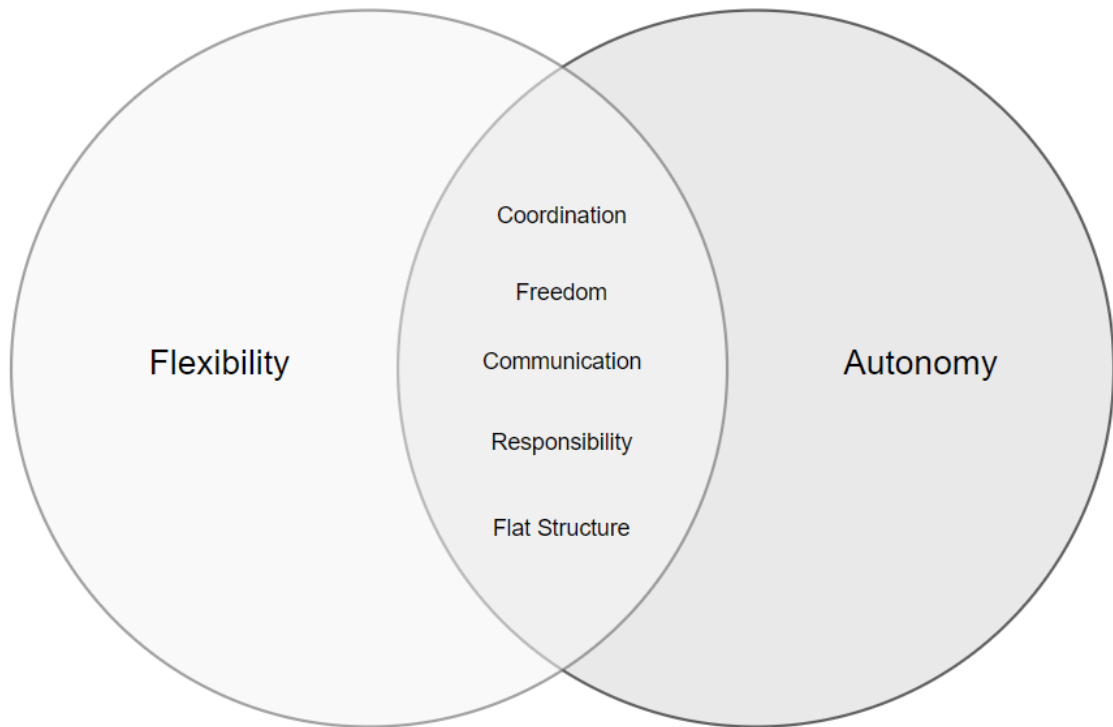 Coordination
Freedom
Flexibility
Communication
Autonomy
Responsibility
Flat Structure